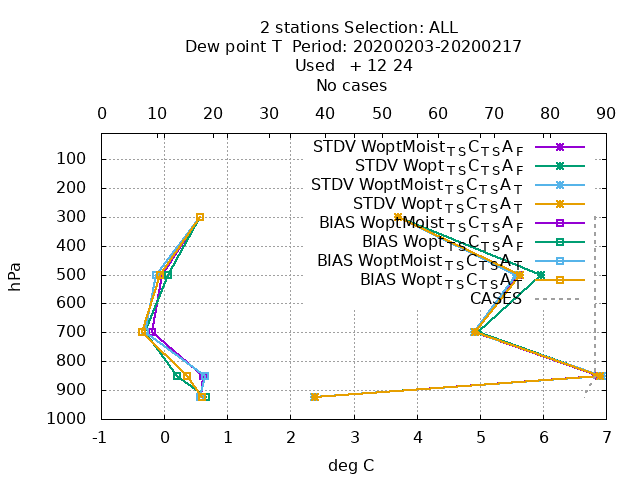 2 stations Selection: ALL
Dew point T  Period: 20200203-20200217
Used   + 12 24
No cases
0 10 20 30 40 50 60 70 80 90
STDV WoptMoist_TS C_TS A_F
100
STDV Wopt_TS C_TS A_F
STDV WoptMoist_TS C_TS A_T
200
STDV Wopt_TS C_TS A_T
300
BIAS WoptMoist_TS C_TS A_F
BIAS Wopt_TS C_TS A_F
400
BIAS WoptMoist_TS C_TS A_T
500
BIAS Wopt_TS C_TS A_T
CASES
600
700
800
900
1000
hPa
-1 0 1 2 3 4 5 6 7
deg C